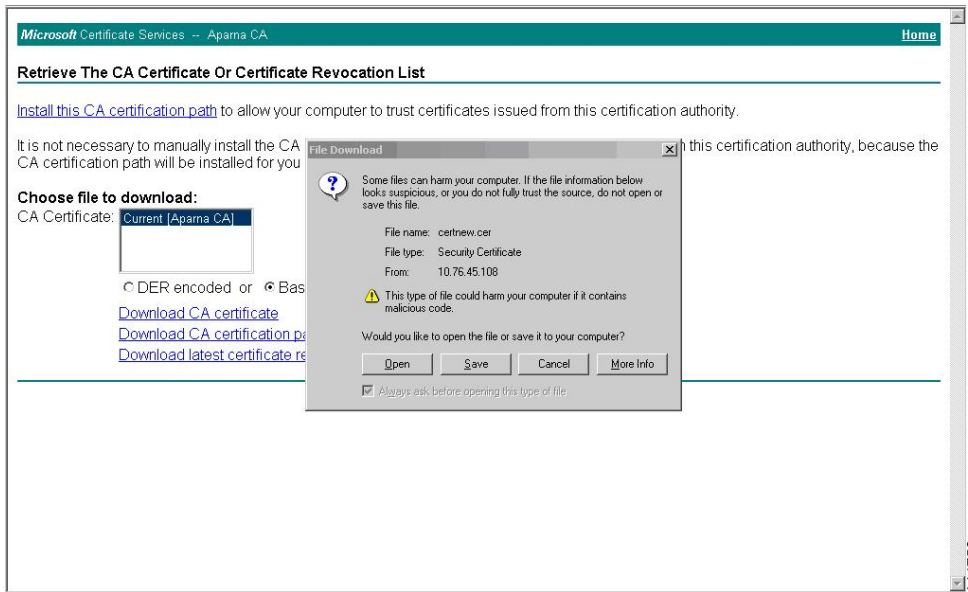 Microsoft Certificate Services -- Aparna CA
Home
Retrieve The CA Certificate Or Certificate Revocation List
Install this CA certification path to allow your computer to trust certificates issued from this certification authority.
It is not necessary to manually install the CA
this certification authority, because the
CA certification path will be installed for you
Choose file to download:
CA Certificate:
Current [Aparna CA]
DER encoded or Bas
Download CA certificate
Download CA certification pa
Download latest certificate re
File Download
Some files can harm your computer. If the file information below
looks suspicious, or you do not fully trust the source, do not open or
save this file.
File name: certnew.cer
File type: Security Certificate
From: 10.76.45.108
This type of file could harm your computer if it contains
malicious code.
Would you like to open the file or save it to your computer?
Open
Save
Cancel
More Info
Always ask before opening this type of file